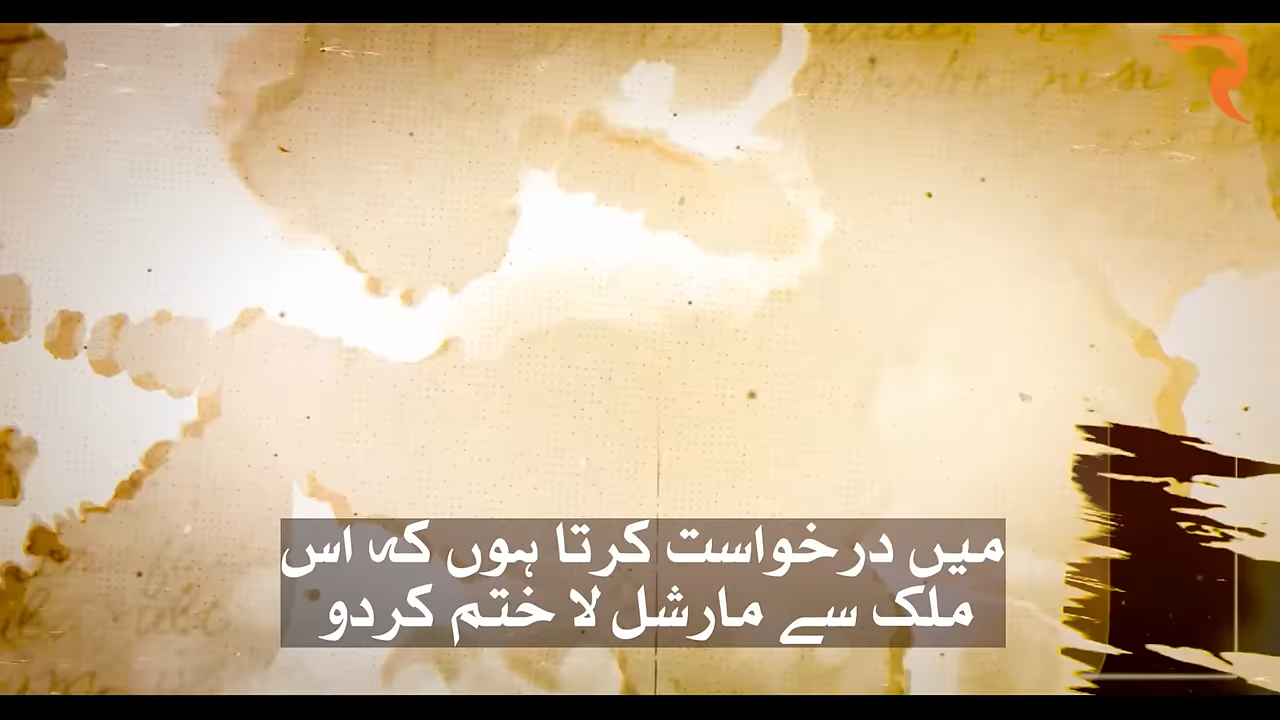 میں درخواست کرتا ہوں کہ اس
ملک سے مارشل لا ختم کردو